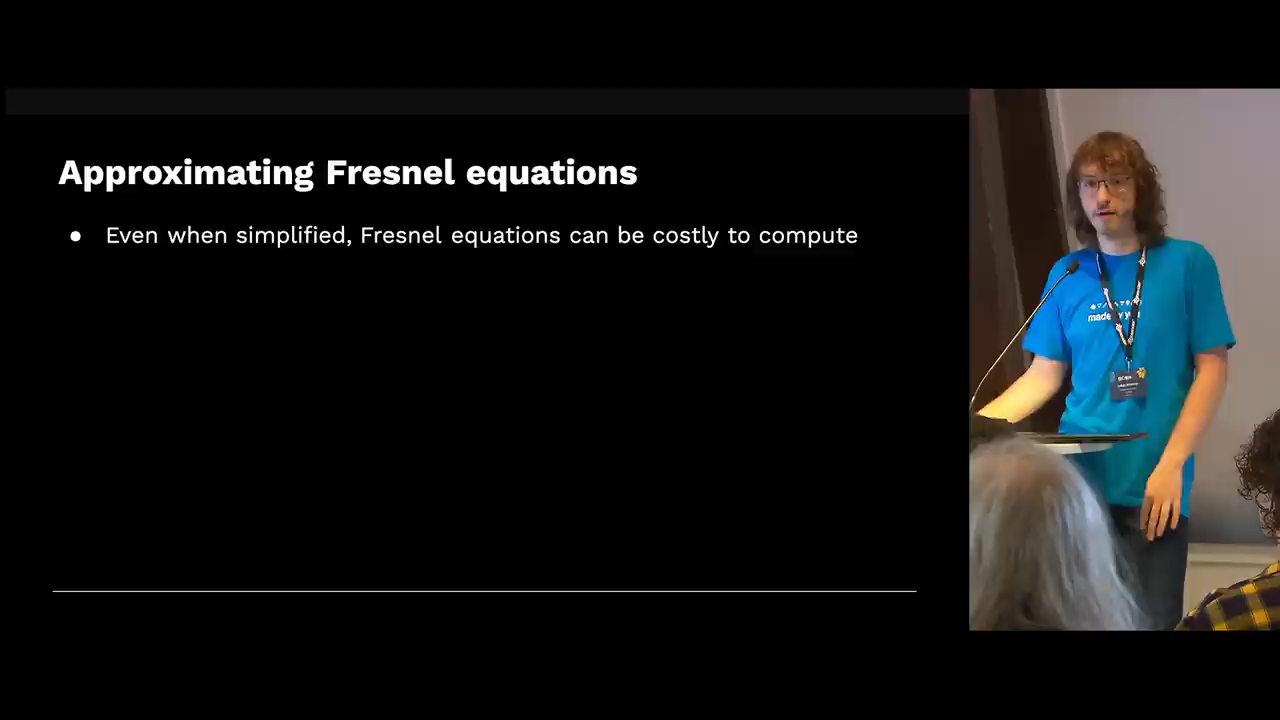 Approximating Fresnel equations
● Even when simplified, Fresnel equations can be costly to compute